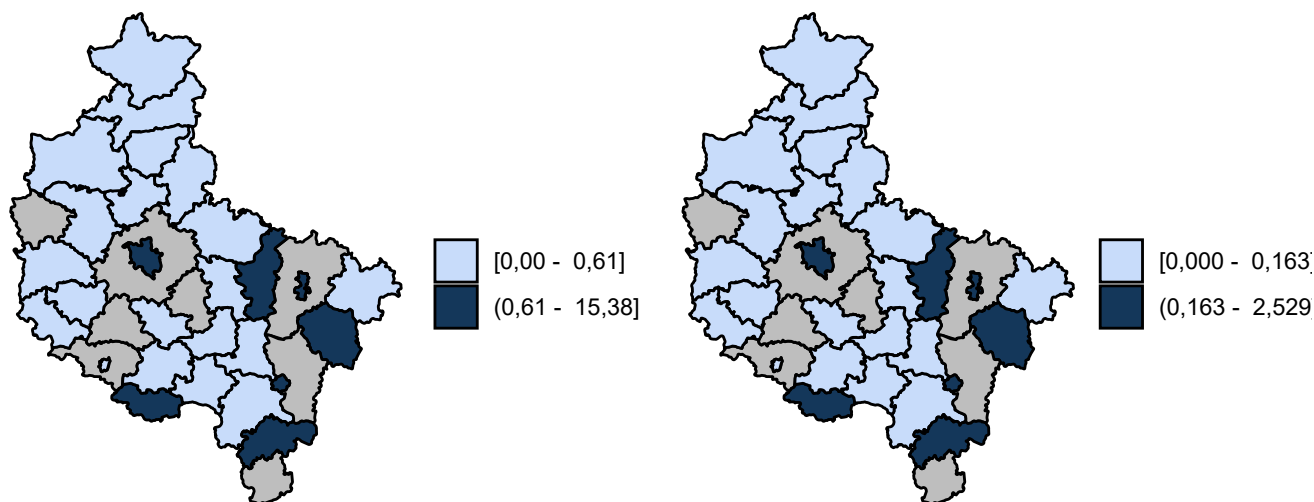 [0,00 - 0,61]
(0,61 - 15,38]
[0,000 - 0,163]
(0,163 - 2,529]